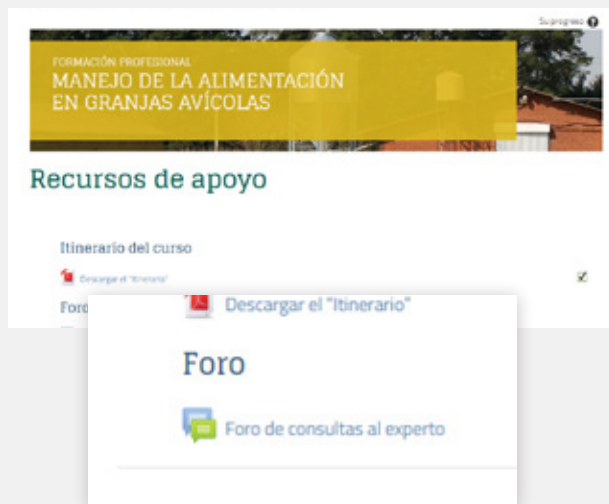 Su progreso
FORMACIÓN PROFESIONAL
MANEJO DE LA ALIMENTACIÓN
EN GRANJAS AVÍCOLAS
Recursos de apoyo
Itinerario del curso
Descargar el "Itinerario"
Foro
Descargar el "Itinerario"
Foro
Foro de consultas al experto